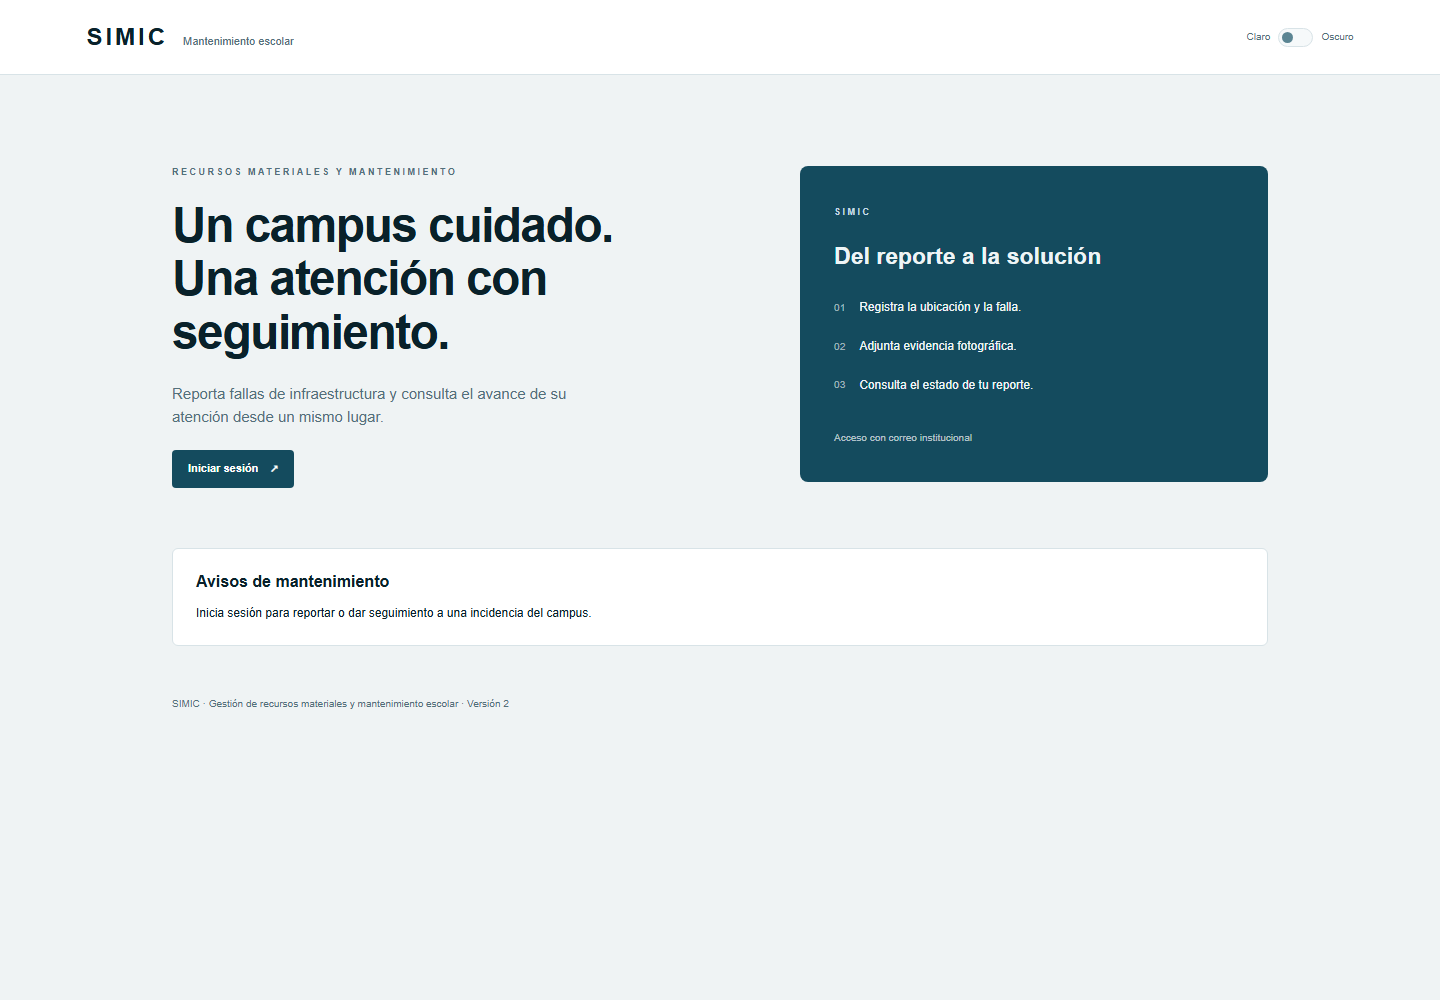 SIMIC Mantenimiento escolar
Claro Oscuro
RECURSOS MATERIALES Y MANTENIMIENTO
Un campus cuidado.
Una atención con
seguimiento.
Reporta fallas de infraestructura y consulta el avance de su
atención desde un mismo lugar.
Iniciar sesión ↗
SIMIC
Del reporte a la solución
01 Registra la ubicación y la falla.
02 Adjunta evidencia fotográfica.
03 Consulta el estado de tu reporte.
Acceso con correo institucional
Avisos de mantenimiento
Inicia sesión para reportar o dar seguimiento a una incidencia del campus.
SIMIC · Gestión de recursos materiales y mantenimiento escolar · Versión 2